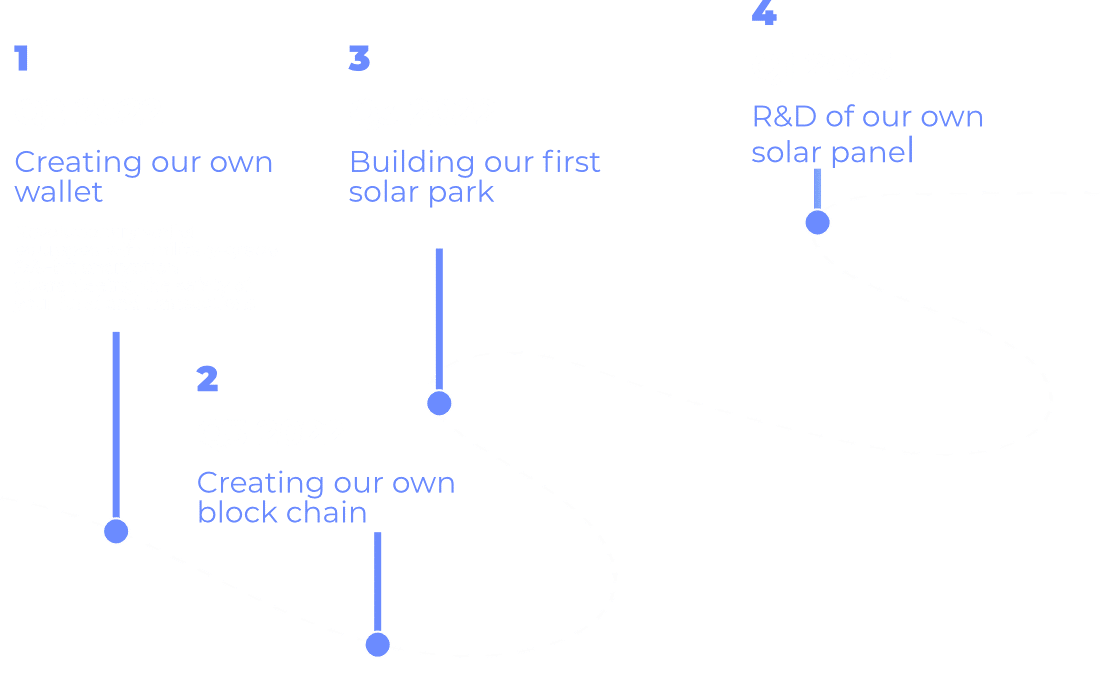 1
Creating our own
wallet
2
Creating our own
block chain
3
Building our first
solar park
4
R&D of our own
solar panel